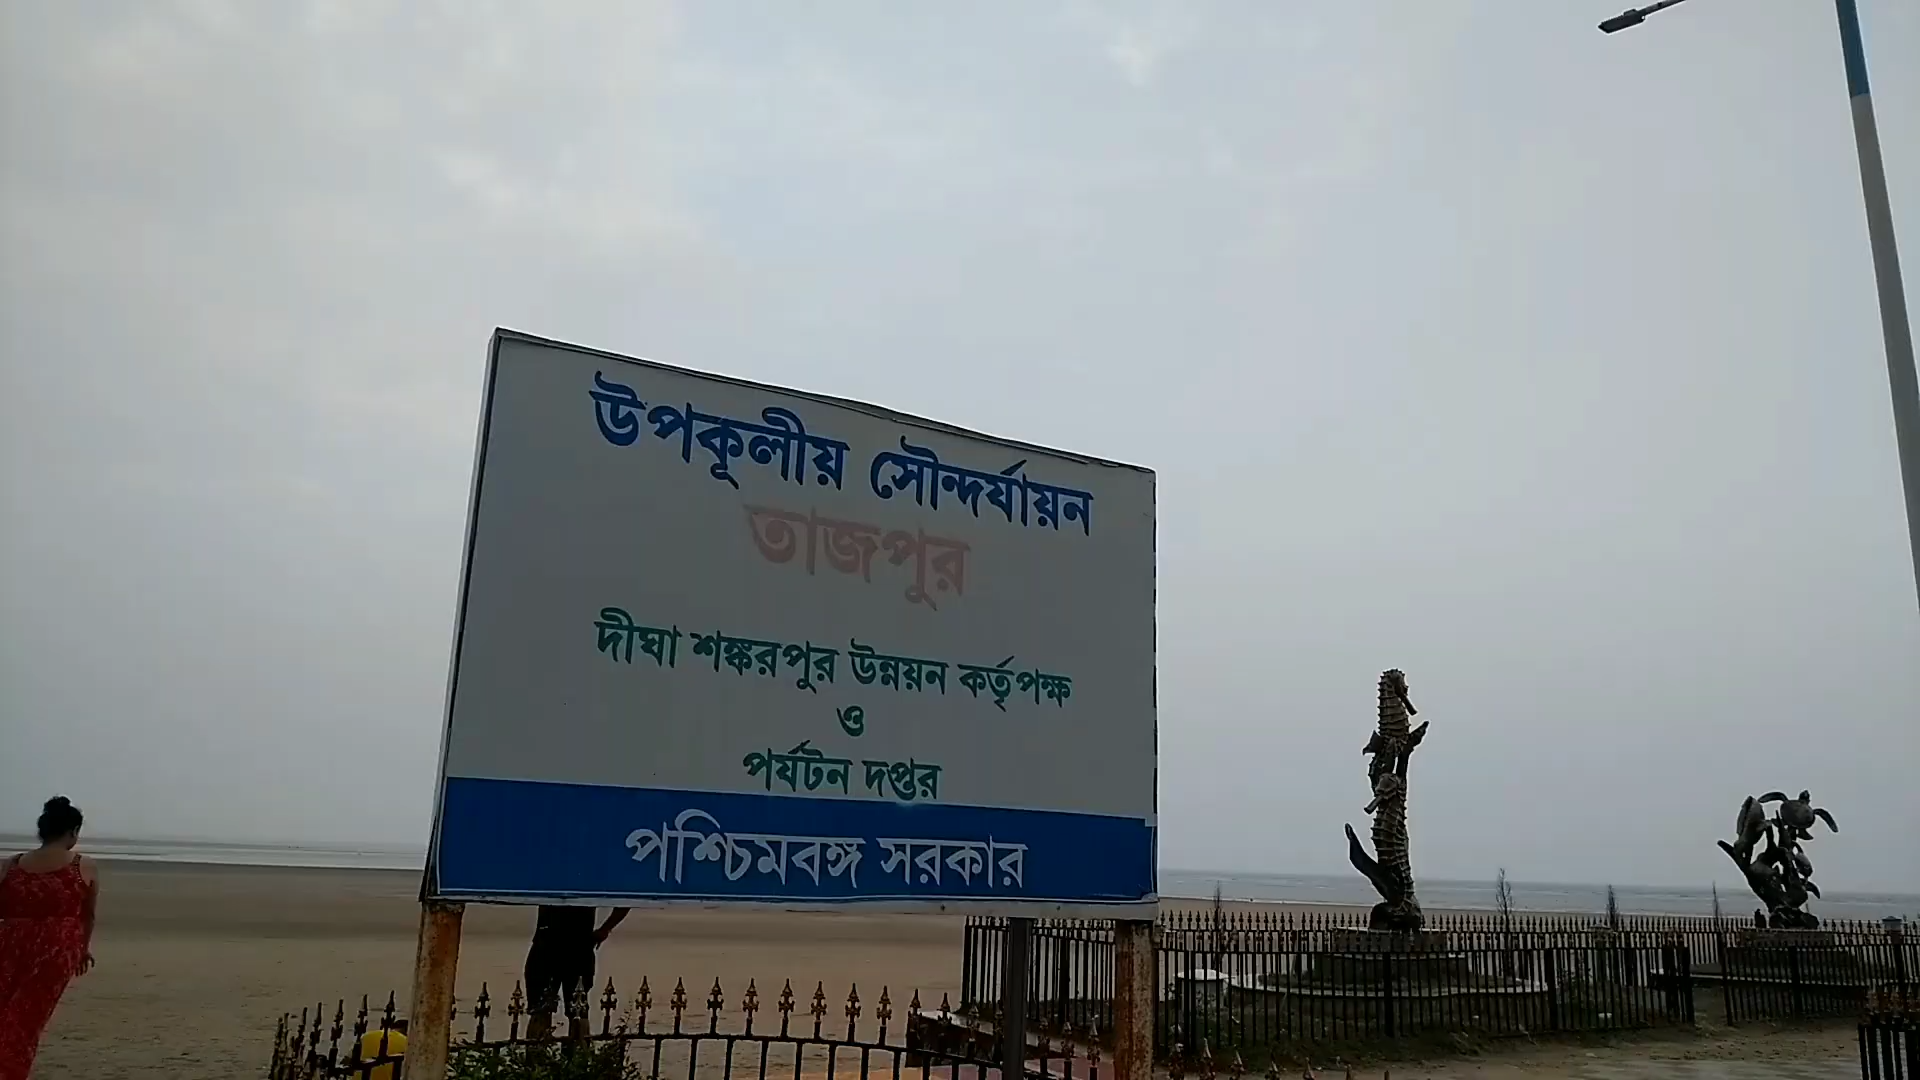 উপকূলীয় সৌন্দর্যায়ন
তাজপুর
দীঘা শঙ্করপুর উন্নয়ন কর্তৃপক্ষ
ও
পর্যটন দপ্তর
পশ্চিমবঙ্গ সরকার